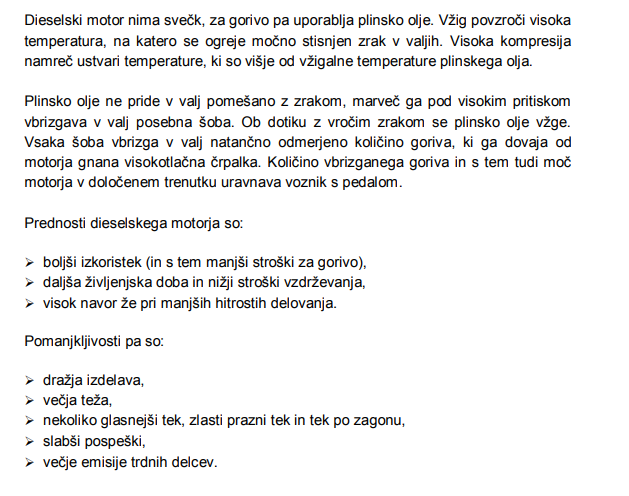 Dieselski motor nima svečk, za gorivo pa uporablja plinsko olje. Vžig povzroči visoka
temperatura, na katero se ogreje močno stisnjen zrak v valjih. Visoka kompresija
namreč ustvari temperature, ki so višje od vžigalne temperature plinskega olja.
Plinsko olje ne pride v valj pomešano z zrakom, marveč ga pod visokim pritiskom
vbrizgava v valj posebna šoba. Ob dotiku z vročim zrakom se plinsko olje vžge.
Vsaka šoba vbrizga v valj natančno odmerjeno količino goriva, ki ga dovaja od
motorja gnana visokotlačna črpalka. Količino vbrizganega goriva in s tem tudi moč
motorja v določenem trenutku uravnava voznik s pedalom.
Prednosti dieselskega motorja so:
➢ boljši izkoristek (in s tem manjši stroški za gorivo),
➢ daljša življenjska doba in nižji stroški vzdrževanja,
➢ visok navor že pri manjših hitrostih delovanja.
Pomanjkljivosti pa so:
➢ dražja izdelava,
➢ večja teža,
➢ nekoliko glasnejši tek, zlasti prazni tek in tek po zagonu,
➢ slabši pospeški,
➢ večje emisije trdnih delcev.